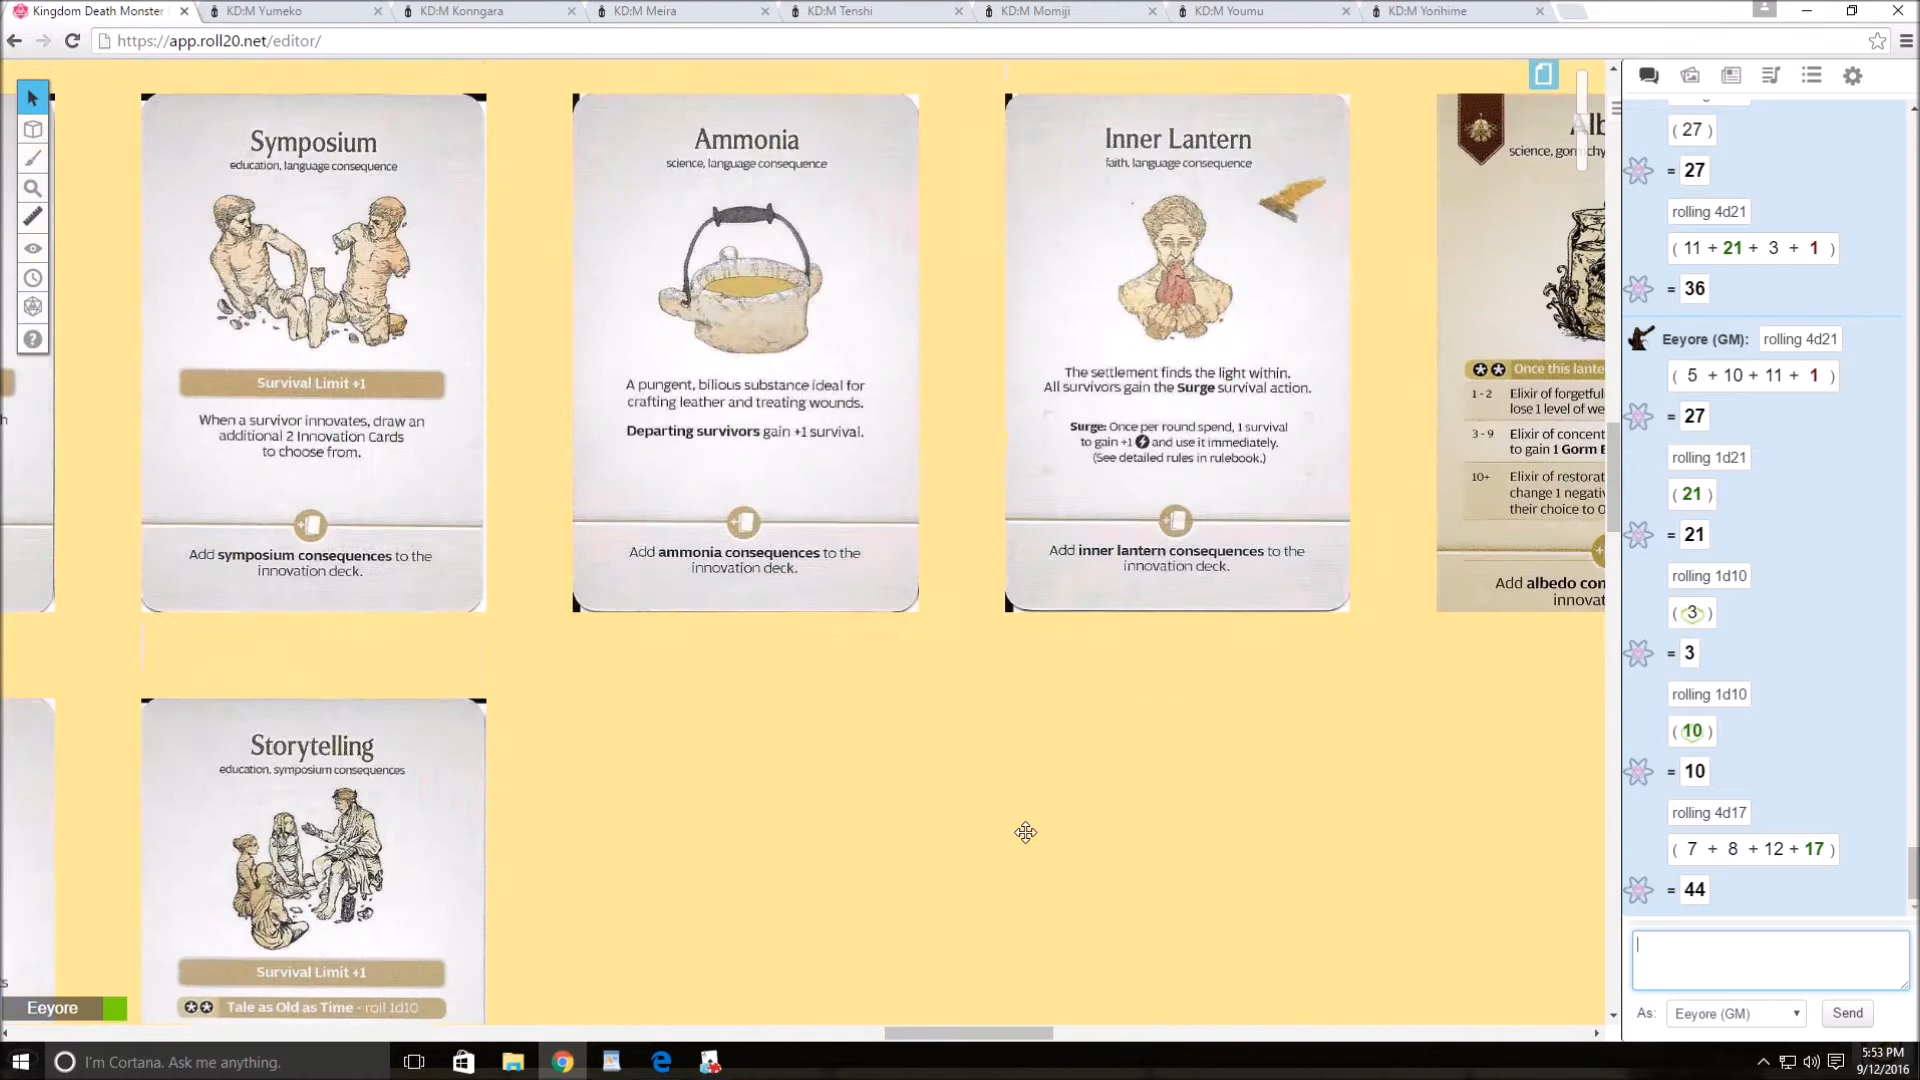 Kingdom Death Monster
KD:M Yumeko
KD:M Konngara
KD:M Meira
KD:M Tenshi
KD:M Momiji
KD:M Youmu
KD:M Yorihime
https://app.roll20.net/editor/
Symposium
education, language consequence
Survival Limit +1
When a survivor innovates, draw an
additional 2 Innovation Cards
to choose from.
Add symposium consequences to the
innovation deck.
Ammonia
science, language consequence
A pungent, bilious substance ideal for
crafting leather and treating wounds.
Departing survivors gain +1 survival.
Add ammonia consequences to the
innovation deck.
Inner Lantern
faith, language consequence
The settlement finds the light within.
All survivors gain the Surge survival action.
Surge: Once per round spend, 1 survival
to gain +1 and use it immediately.
(See detailed rules in rulebook.)
Add inner lantern consequences to the
innovation deck.
Alb
science, gormchy
Once this lante
1 - 2 Elixir of forgetfu
lose 1 level of we
3 - 9 Elixir of concent
to gain 1 Gorm E
10+ Elixir of restorat
change 1 negativ
their choice to 0
Add albedo con
innovat
Storytelling
education, symposium consequences
Survival Limit +1
Tale as Old as Time - roll 1d10
Eeyore
(27)
= 27
rolling 4d21
(11 + 21 + 3 + 1)
= 36
Eeyore (GM): rolling 4d21
(5 + 10 + 11 + 1)
= 27
rolling 1d21
(21)
= 21
rolling 1d10
(3)
= 3
rolling 1d10
(10)
= 10
rolling 4d17
(7 + 8 + 12 + 17)
= 44
As: Eeyore (GM) Send
I'm Cortana. Ask me anything.
5:53 PM
9/12/2016